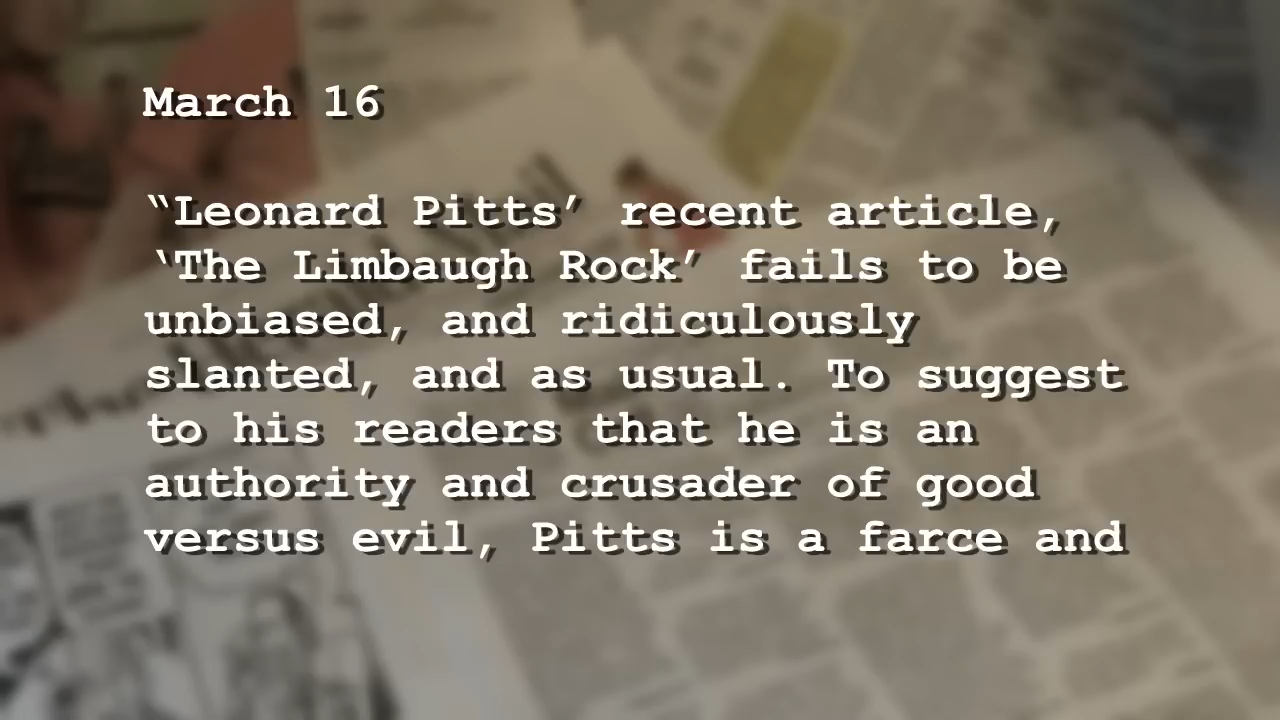 March 16
“Leonard Pitts’ recent article,
‘The Limbaugh Rock’ fails to be
unbiased, and ridiculously
slanted, and as usual. To suggest
to his readers that he is an
authority and crusader of good
versus evil, Pitts is a farce and